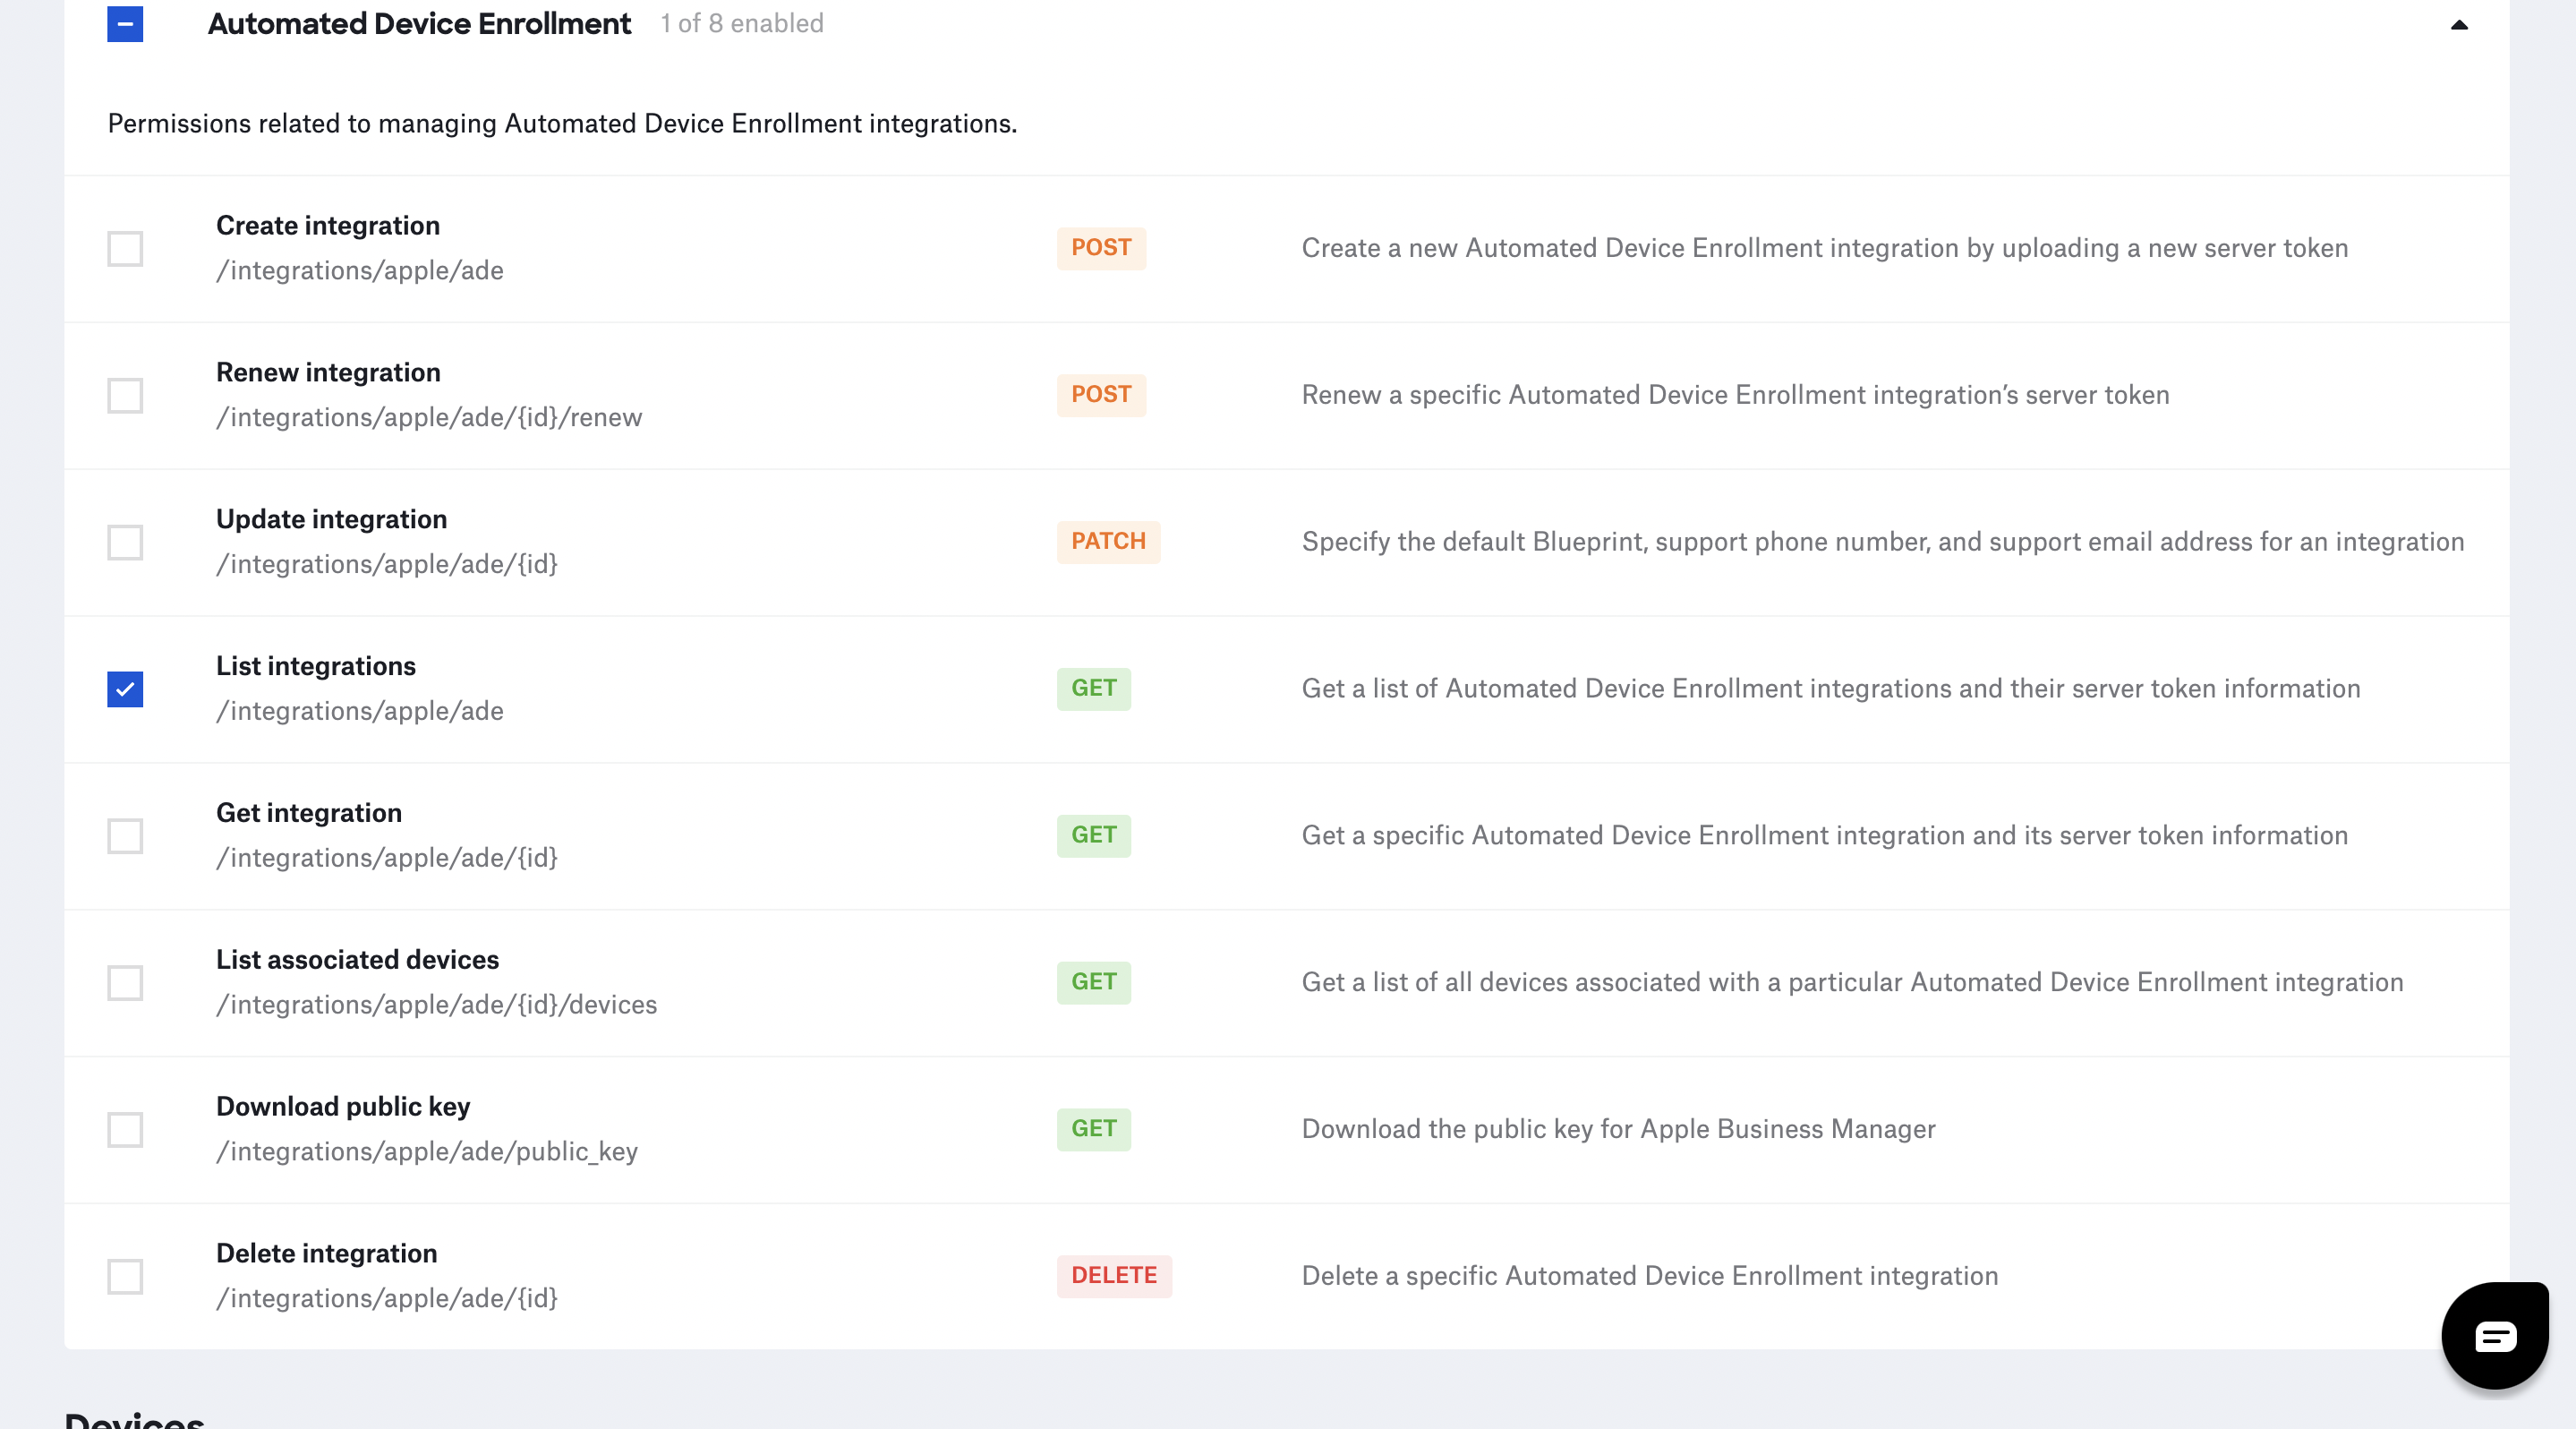 Automated Device Enrollment 1 of 8 enabled
Permissions related to managing Automated Device Enrollment integrations.
Create integration
/integrations/apple/ade
POST
Create a new Automated Device Enrollment integration by uploading a new server token
Renew integration
/integrations/apple/ade/{id}/renew
POST
Renew a specific Automated Device Enrollment integration’s server token
Update integration
/integrations/apple/ade/{id}
PATCH
Specify the default Blueprint, support phone number, and support email address for an integration
List integrations
/integrations/apple/ade
GET
Get a list of Automated Device Enrollment integrations and their server token information
Get integration
/integrations/apple/ade/{id}
GET
Get a specific Automated Device Enrollment integration and its server token information
List associated devices
/integrations/apple/ade/{id}/devices
GET
Get a list of all devices associated with a particular Automated Device Enrollment integration
Download public key
/integrations/apple/ade/public_key
GET
Download the public key for Apple Business Manager
Delete integration
/integrations/apple/ade/{id}
DELETE
Delete a specific Automated Device Enrollment integration
Devices